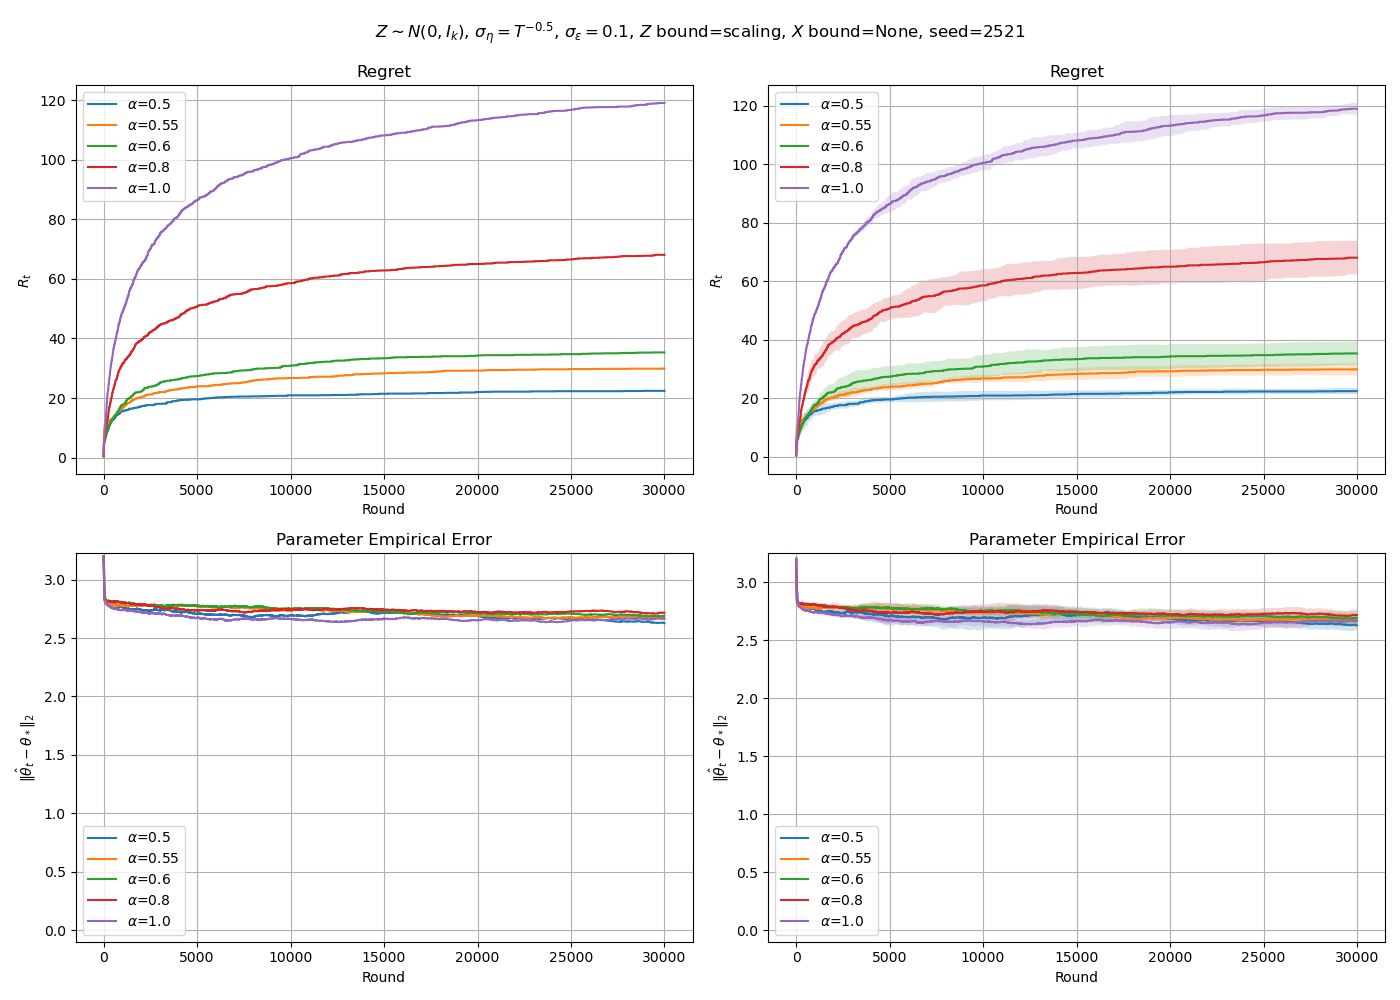 Z ∼ N(0, I_k), σ_η = T^{−0.5}, σ_ε = 0.1, Z bound=scaling, X bound=None, seed=2521
Regret
R_t
120
100
80
60
40
20
0
α=0.5
α=0.55
α=0.6
α=0.8
α=1.0
0 5000 10000 15000 20000 25000 30000
Round
Regret
R_t
120
100
80
60
40
20
0
α=0.5
α=0.55
α=0.6
α=0.8
α=1.0
0 5000 10000 15000 20000 25000 30000
Round
Parameter Empirical Error
‖θ̂_t − θ_*‖_2
3.0
2.5
2.0
1.5
1.0
0.5
0.0
α=0.5
α=0.55
α=0.6
α=0.8
α=1.0
0 5000 10000 15000 20000 25000 30000
Round
Parameter Empirical Error
‖θ̂_t − θ_*‖_2
3.0
2.5
2.0
1.5
1.0
0.5
0.0
α=0.5
α=0.55
α=0.6
α=0.8
α=1.0
0 5000 10000 15000 20000 25000 30000
Round